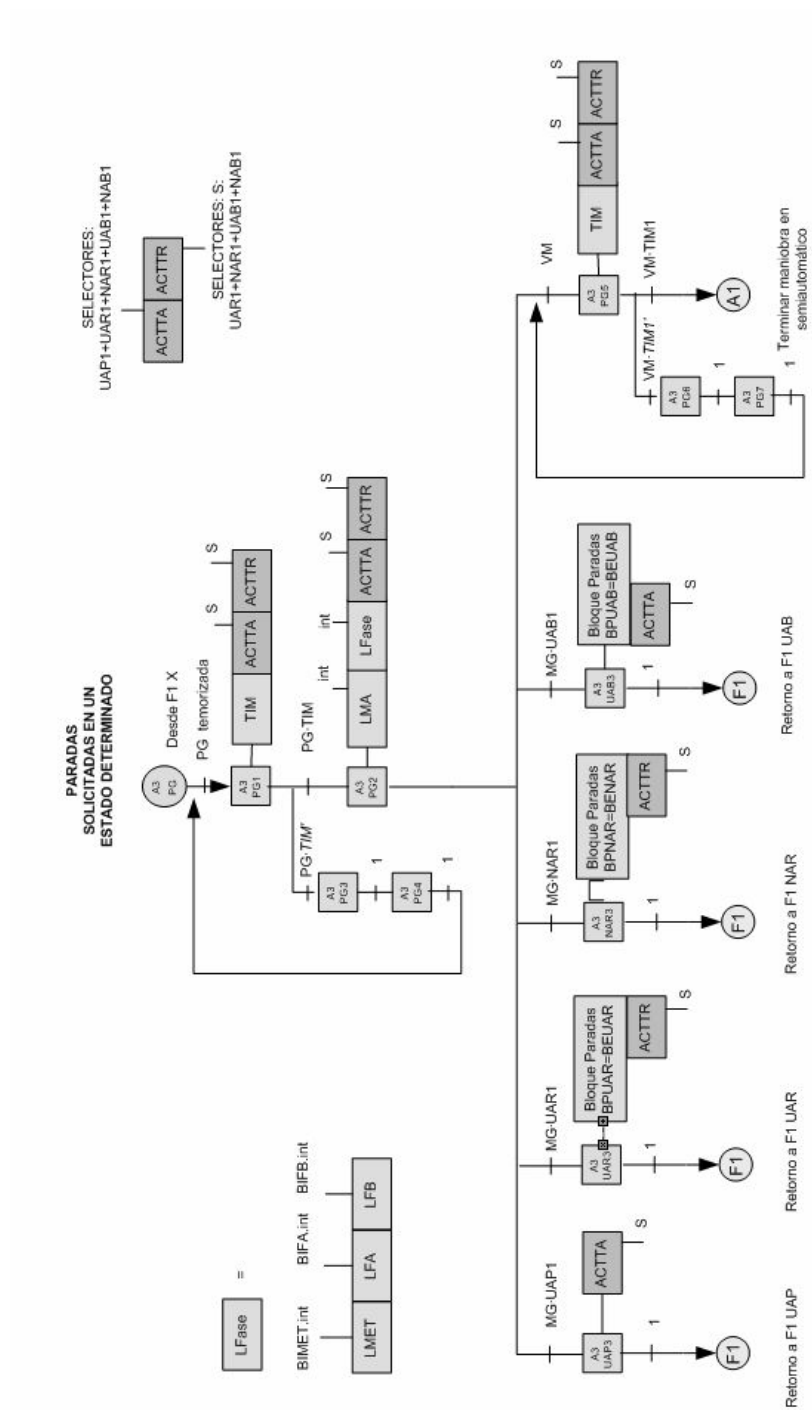 PARADAS
SOLICITADAS EN UN
ESTADO DETERMINADO
LFase
=
BIMET.int
BIFA.int
BIFB.int
LMET
LFA
LFB
A3
PG
Desde F1 X
PG temorizada
A3
PG1
TIM
ACTTA
ACTTR
S
S
PG·TIM'
PG·TIM
A3
PG3
1
A3
PG4
1
A3
PG2
LMA
LFase
ACTTA
ACTTR
int
int
S
S
SELECTORES:
UAP1+UAR1+NAR1+UAB1+NAB1
ACTTA
ACTTR
SELECTORES: S:
UAR1+NAR1+UAB1+NAB1
MG·UAP1
A3
UAP3
ACTTA
S
1
F1
Retorno a F1 UAP
MG·UAR1
A3
UAR3
Bloque Paradas
BPUAR=BEUAR
ACTTR
S
1
F1
Retorno a F1 UAR
MG·NAR1
A3
NAR3
Bloque Paradas
BPNAR=BENAR
ACTTR
S
1
F1
Retorno a F1 NAR
MG·UAB1
A3
UAB3
Bloque Paradas
BPUAB=BEUAB
ACTTA
S
1
F1
Retorno a F1 UAB
VM
A3
PG5
TIM
ACTTA
ACTTR
S
S
VM·TIM1'
VM·TIM1
A3
PG6
1
A3
PG7
1
A1
Terminar maniobra en
semiautomático